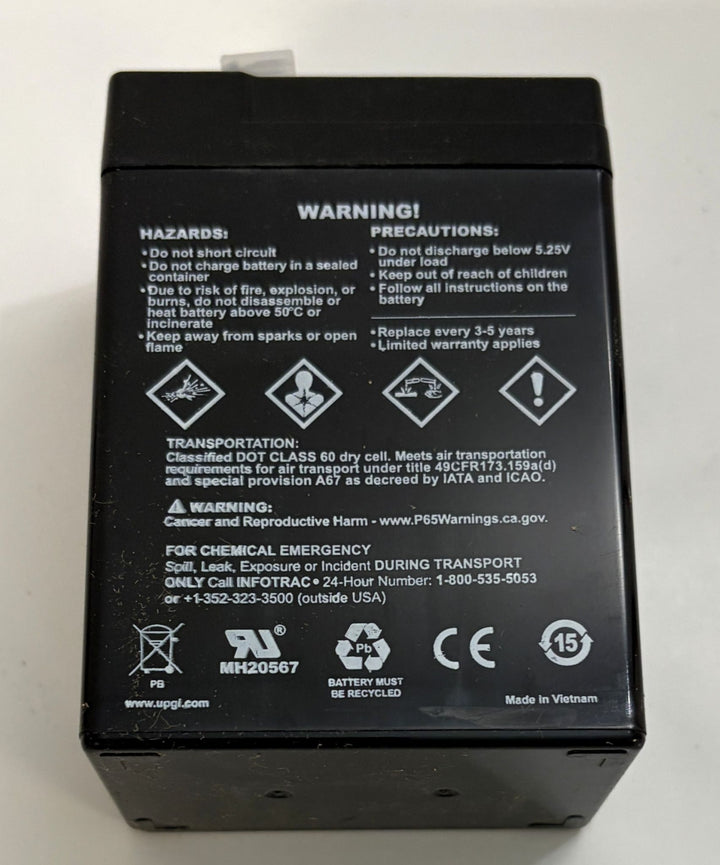 WARNING!
HAZARDS:
• Do not short circuit
• Do not charge battery in a sealed
container
• Due to risk of fire, explosion, or
burns, do not disassemble or
heat battery above 50°C or
incinerate
• Keep away from sparks or open
flame
PRECAUTIONS:
• Do not discharge below 5.25V
under load
• Keep out of reach of children
• Follow all instructions on the
battery
• Replace every 3-5 years
• Limited warranty applies
TRANSPORTATION:
Classified DOT CLASS 60 dry cell. Meets air transportation
requirements for air transport under title 49CFR173.159a(d)
and special provision A67 as decreed by IATA and ICAO.
⚠ WARNING:
Cancer and Reproductive Harm - www.P65Warnings.ca.gov.
FOR CHEMICAL EMERGENCY
Spill, Leak, Exposure or Incident DURING TRANSPORT
ONLY Call INFOTRAC • 24-Hour Number: 1-800-535-5053
or +1-352-323-3500 (outside USA)
PB
www.upgi.com
RU®
MH20567
Pb
BATTERY MUST
BE RECYCLED
CE
15
Made in Vietnam